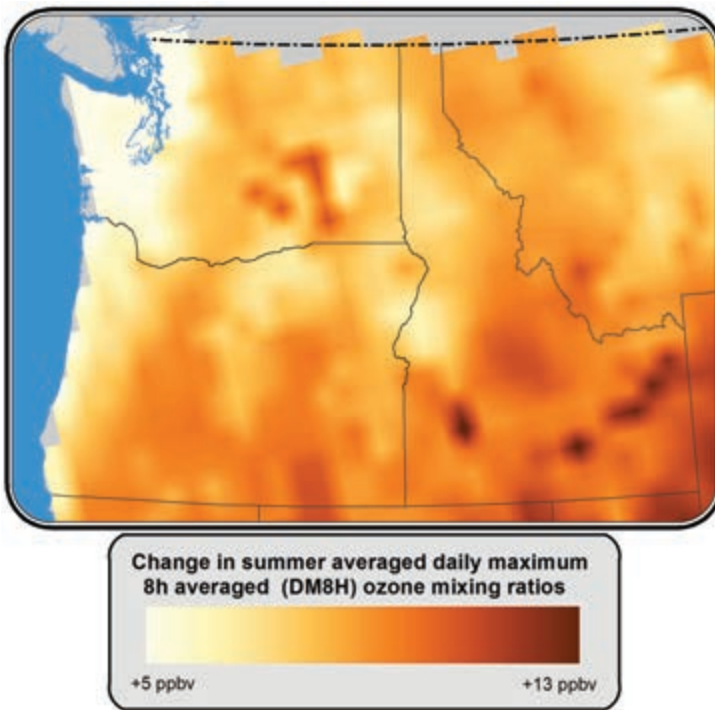 Change in summer averaged daily maximum
8h averaged (DM8H) ozone mixing ratios
+5 ppbv
+13 ppbv